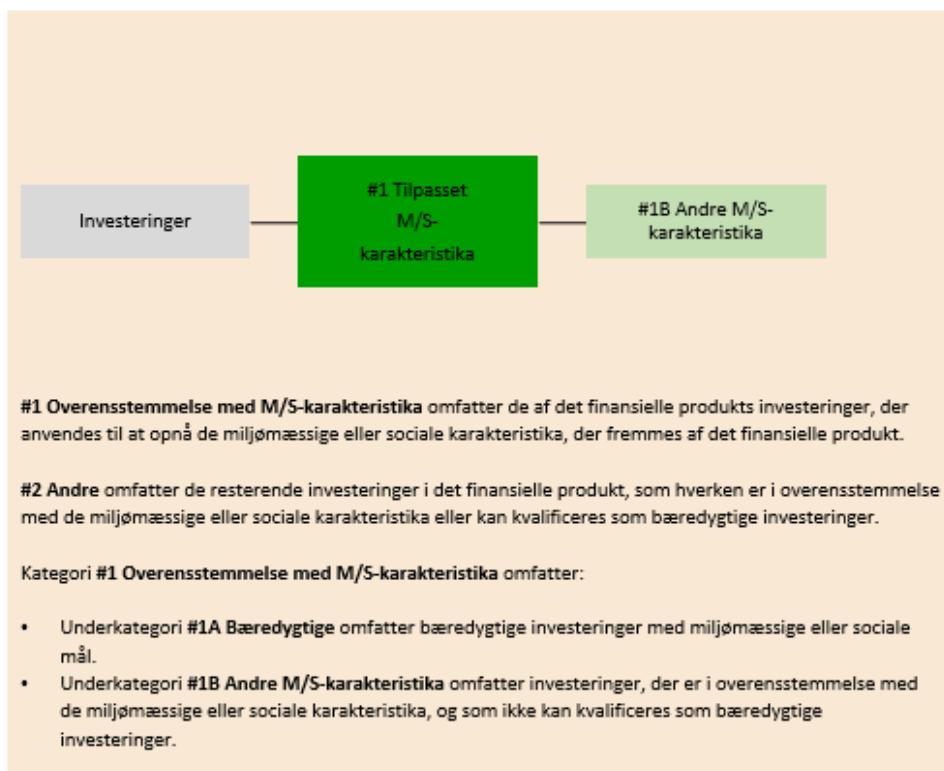 Investeringer
#1 Tilpasset
M/S-
karakteristika
#1B Andre M/S-
karakteristika
#1 Overensstemmelse med M/S-karakteristika omfatter de af det finansielle produkts investeringer, der
anvendes til at opnå de miljømæssige eller sociale karakteristika, der fremmes af det finansielle produkt.
#2 Andre omfatter de resterende investeringer i det finansielle produkt, som hverken er i overensstemmelse
med de miljømæssige eller sociale karakteristika eller kan kvalificeres som bæredygtige investeringer.
Kategori #1 Overensstemmelse med M/S-karakteristika omfatter:
• Underkategori #1A Bæredygtige omfatter bæredygtige investeringer med miljømæssige eller sociale
mål.
• Underkategori #1B Andre M/S-karakteristika omfatter investeringer, der er i overensstemmelse med
de miljømæssige eller sociale karakteristika, og som ikke kan kvalificeres som bæredygtige
investeringer.